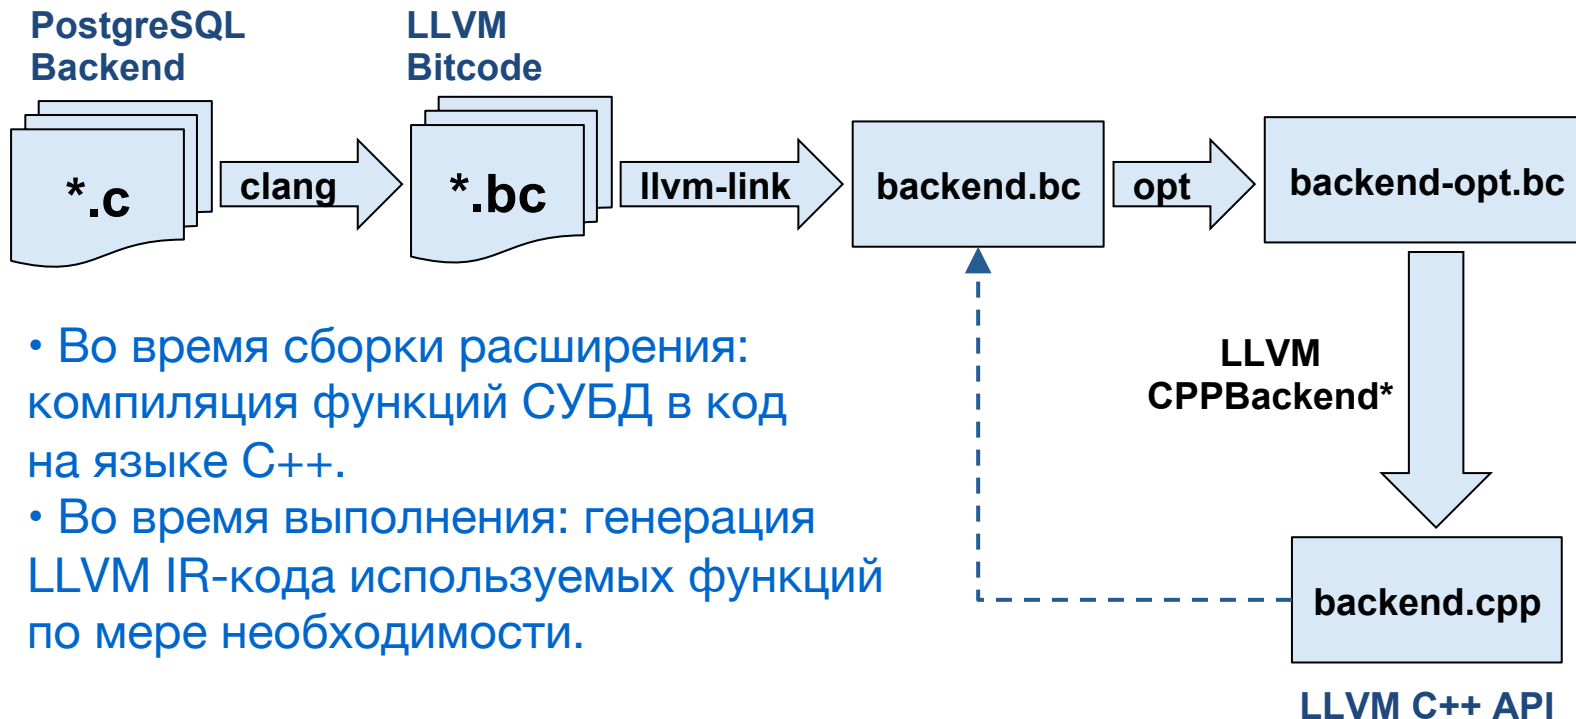 PostgreSQL
Backend
LLVM
Bitcode
*.c
clang
*.bc
llvm-link
backend.bc
opt
backend-opt.bc
• Во время сборки расширения:
компиляция функций СУБД в код
на языке C++.
• Во время выполнения: генерация
LLVM IR-кода используемых функций
по мере необходимости.
LLVM
CPPBackend*
backend.cpp
LLVM C++ API